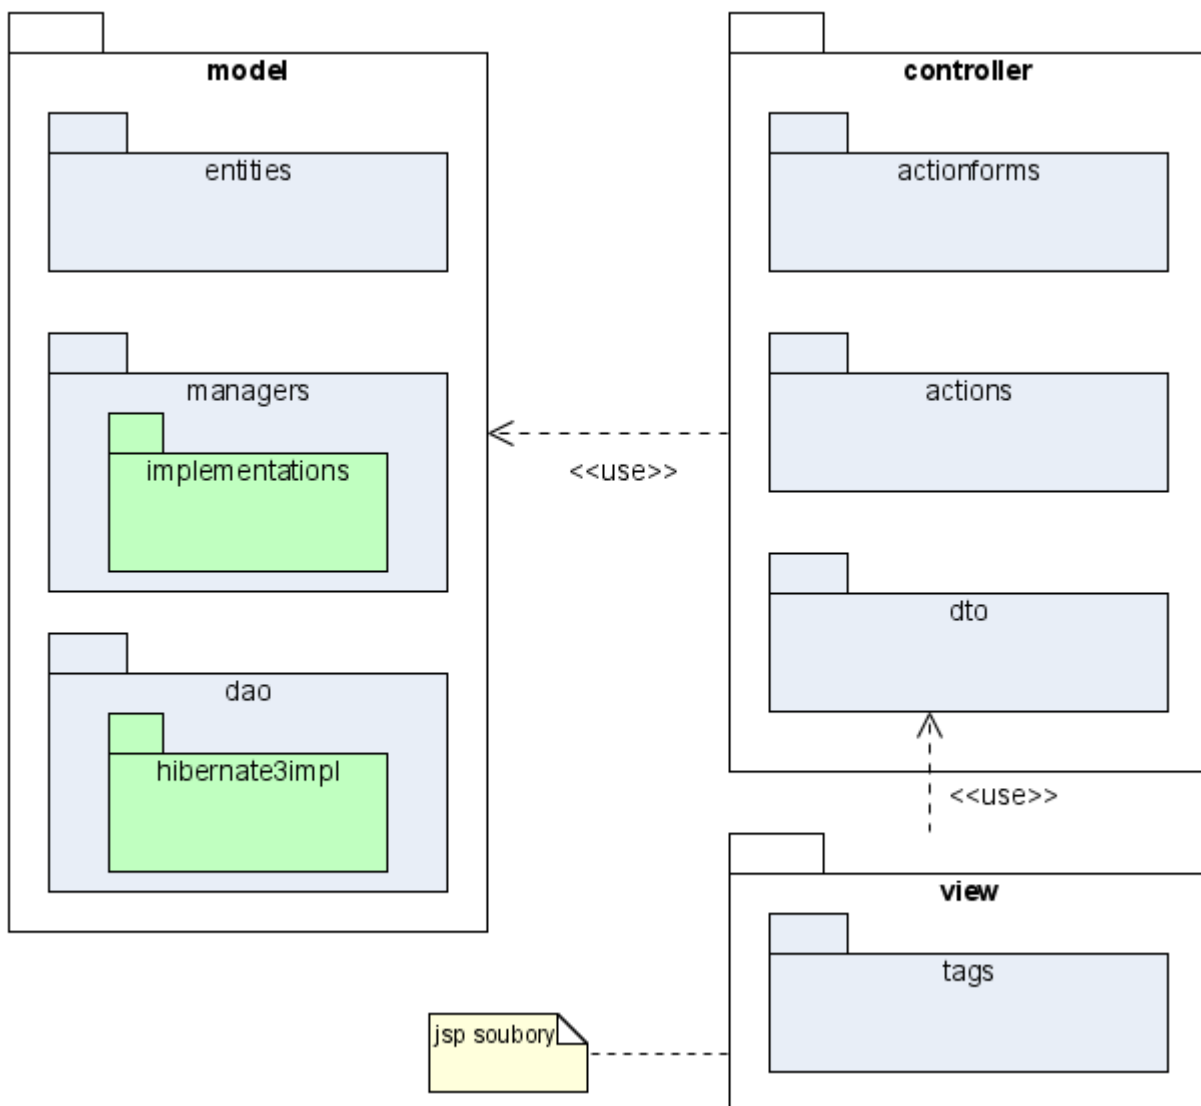 model
entities
managers
implementations
dao
hibernate3impl
<<use>>
controller
actionforms
actions
dto
<<use>>
view
tags
jsp soubory